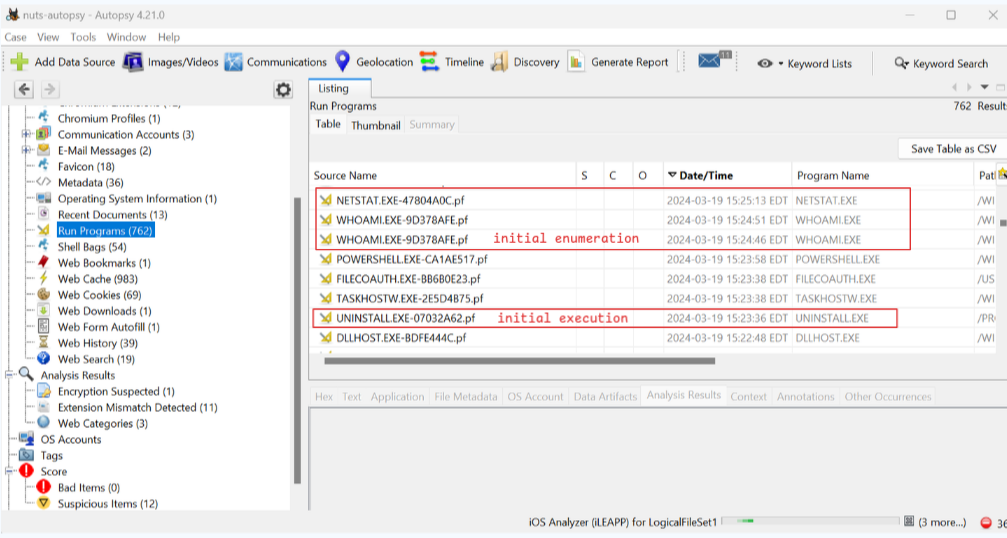 nuts-autopsy - Autopsy 4.21.0
Case View Tools Window Help
Add Data Source Images/Videos Communications Geolocation Timeline Discovery Generate Report 11 Keyword Lists Keyword Search
Listing
Run Programs 762 Result
Table Thumbnail Summary
Save Table as CSV
Source Name S C O Date/Time Program Name Pat
NETSTAT.EXE-47804A0C.pf 2024-03-19 15:25:13 EDT NETSTAT.EXE /WI
WHOAMI.EXE-9D378AFE.pf 2024-03-19 15:24:51 EDT WHOAMI.EXE /WI
WHOAMI.EXE-9D378AFE.pf initial enumeration 2024-03-19 15:24:46 EDT WHOAMI.EXE /WI
POWERSHELL.EXE-CA1AE517.pf 2024-03-19 15:23:58 EDT POWERSHELL.EXE /WI
FILECOAUTH.EXE-BB6B0E23.pf 2024-03-19 15:23:38 EDT FILECOAUTH.EXE /US
TASKHOSTW.EXE-2E5D4B75.pf 2024-03-19 15:23:38 EDT TASKHOSTW.EXE /WI
UNINSTALL.EXE-07032A62.pf initial execution 2024-03-19 15:23:36 EDT UNINSTALL.EXE /PR
DLLHOST.EXE-BDFE444C.pf 2024-03-19 15:22:48 EDT DLLHOST.EXE /WI
Chromium Profiles (1)
Communication Accounts (3)
E-Mail Messages (2)
Favicon (18)
Metadata (36)
Operating System Information (1)
Recent Documents (13)
Run Programs (762)
Shell Bags (54)
Web Bookmarks (1)
Web Cache (983)
Web Cookies (69)
Web Downloads (1)
Web Form Autofill (1)
Web History (39)
Web Search (19)
Analysis Results
Encryption Suspected (1)
Extension Mismatch Detected (11)
Web Categories (3)
OS Accounts
Tags
Score
Bad Items (0)
Suspicious Items (12)
Hex Text Application File Metadata OS Account Data Artifacts Analysis Results Context Annotations Other Occurrences
iOS Analyzer (iLEAPP) for LogicalFileSet1 (3 more...) 36